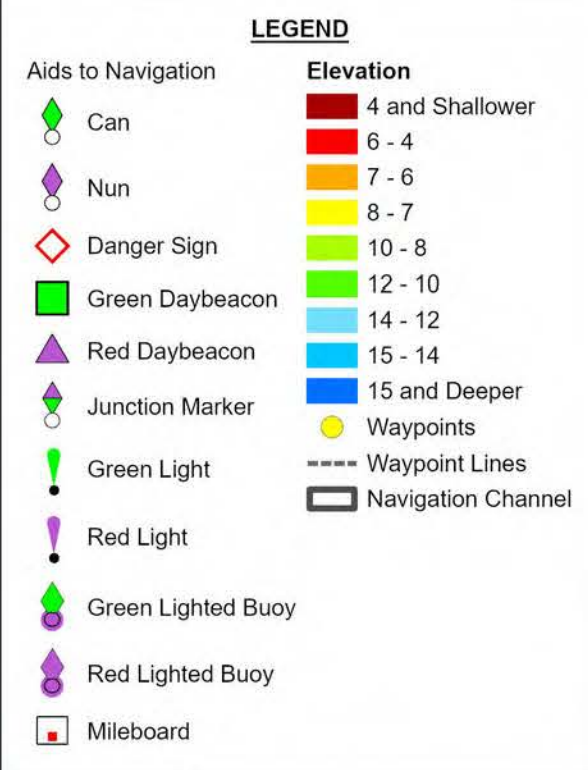 LEGEND
Aids to Navigation
Can
Nun
Danger Sign
Green Daybeacon
Red Daybeacon
Junction Marker
Green Light
Red Light
Green Lighted Buoy
Red Lighted Buoy
Mileboard
Elevation
4 and Shallower
6 - 4
7 - 6
8 - 7
10 - 8
12 - 10
14 - 12
15 - 14
15 and Deeper
Waypoints
Waypoint Lines
Navigation Channel